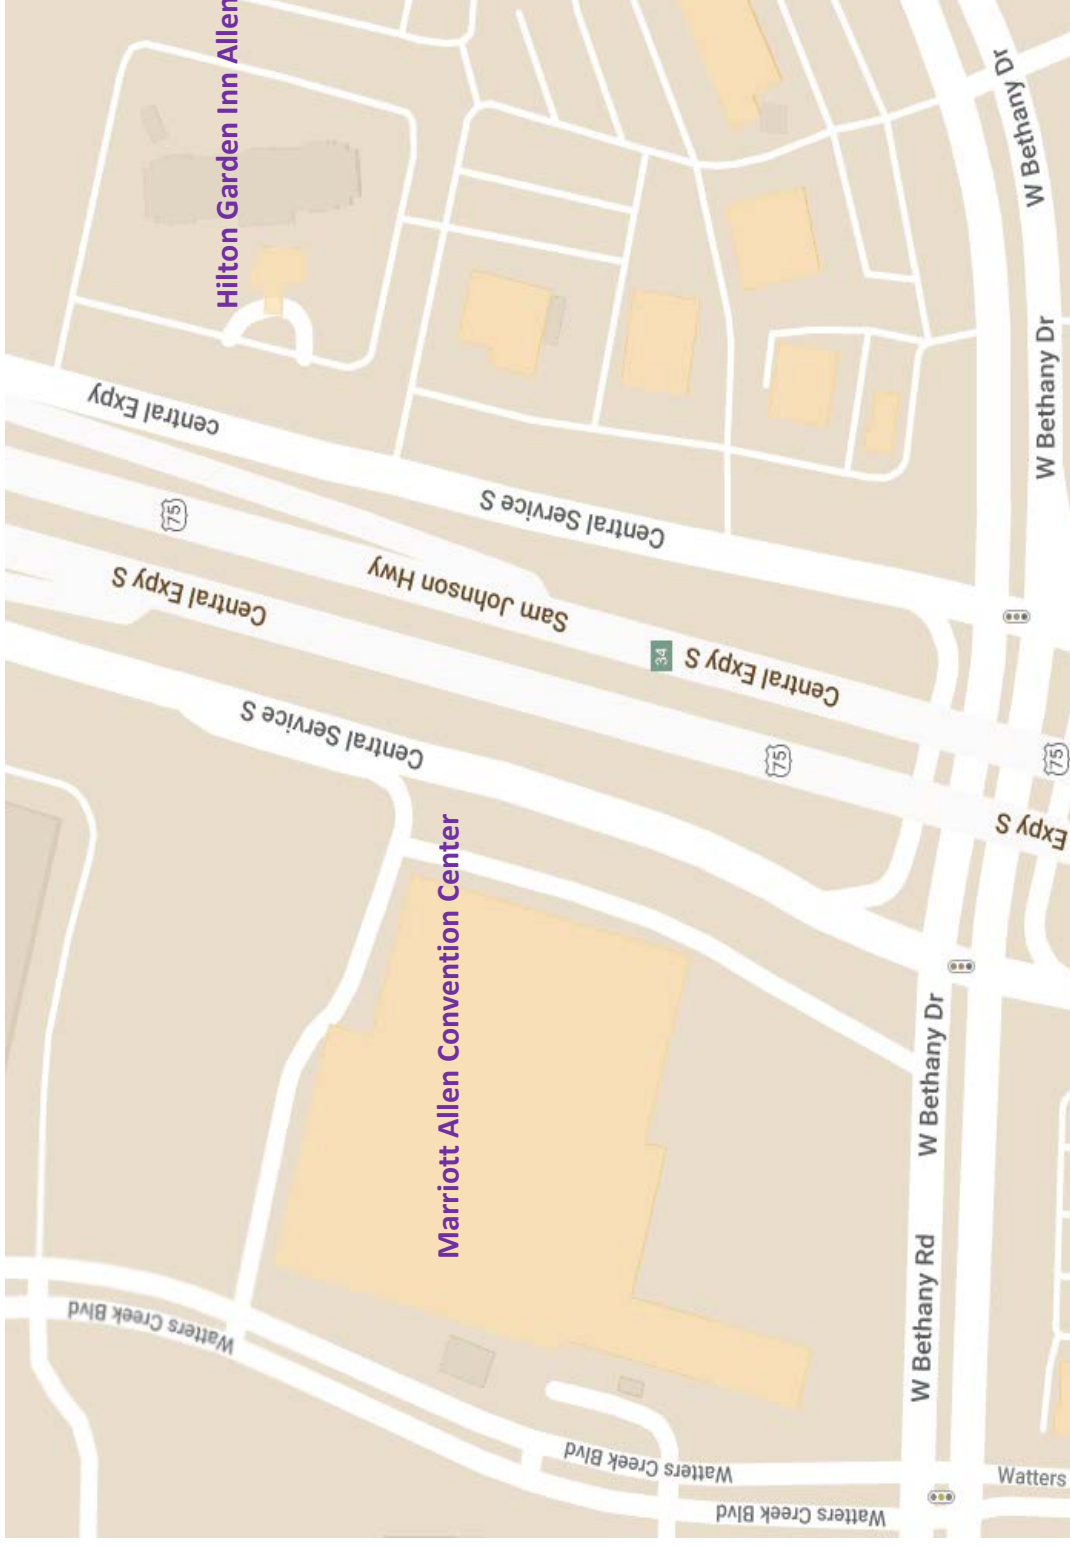 Hilton Garden Inn Allen
W Bethany Dr
W Bethany Dr
Central Expy
75
Central Service S
Central Expy S
Sam Johnson Hwy
34
Central Expy S
Central Service S
75
75
Expy S
Marriott Allen Convention Center
W Bethany Dr
W Bethany Rd
Watters Creek Blvd
Watters Creek Blvd
Watters Creek Blvd
Watters